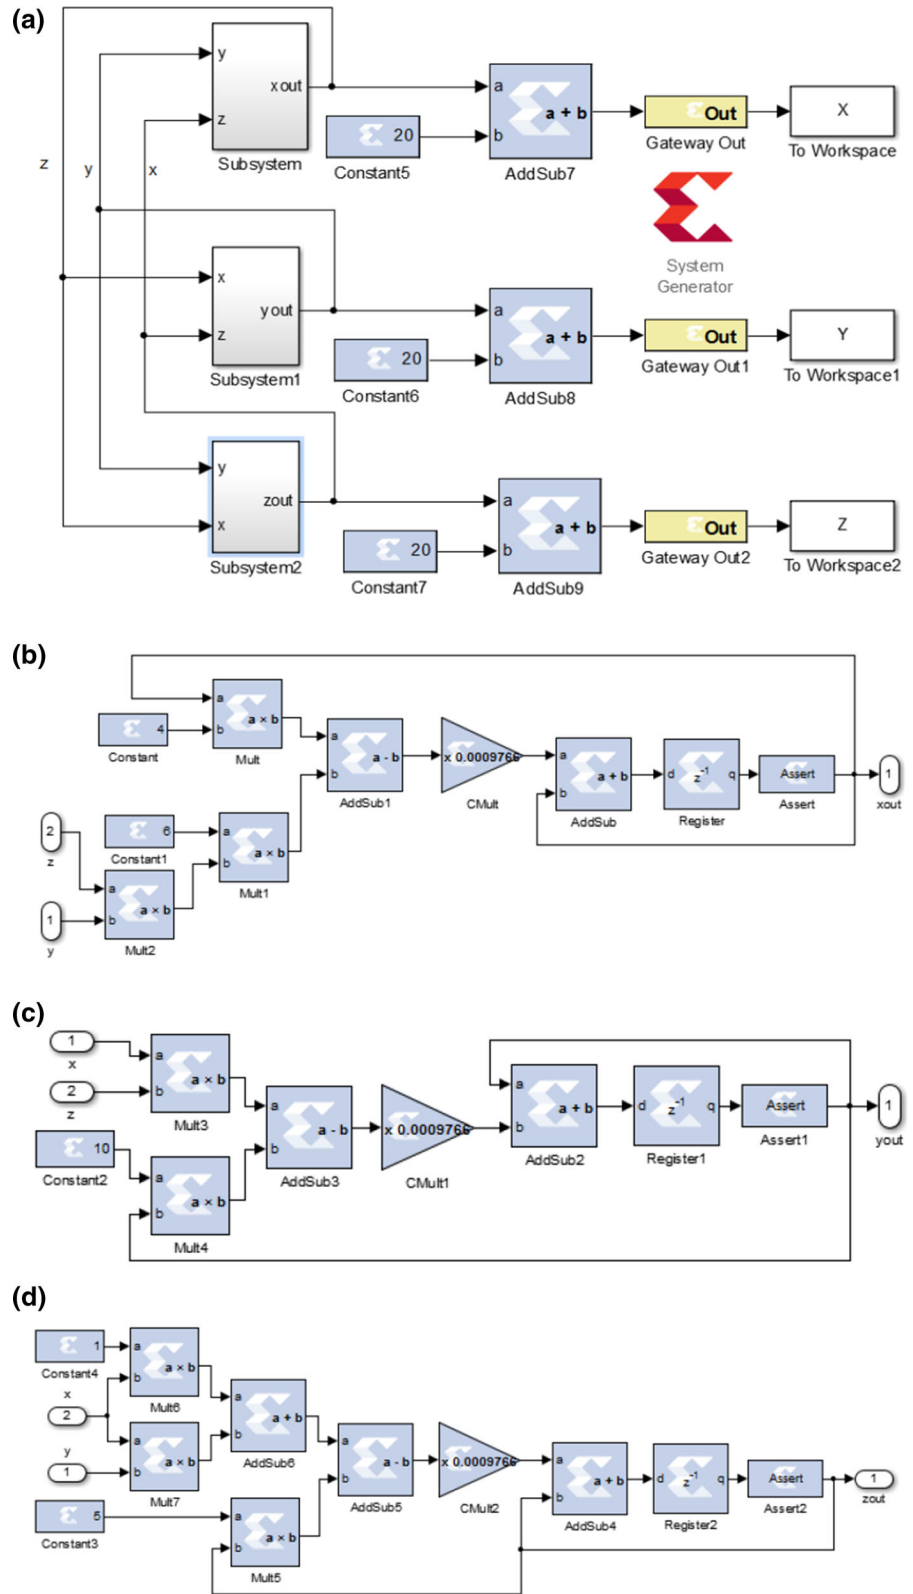 (a)
y
z
xout
Subsystem
20
Constant5
a
b
a + b
AddSub7
Out
Gateway Out
X
To Workspace
z
y
x
System
Generator
x
z
yout
Subsystem1
20
Constant6
a
b
a + b
AddSub8
Out
Gateway Out1
Y
To Workspace1
y
x
zout
Subsystem2
20
Constant7
a
b
a + b
AddSub9
Out
Gateway Out2
Z
To Workspace2
(b)
4
Constant
a
b
a × b
Mult
a
b
a - b
AddSub1
x 0.0009766
CMult
a
b
a + b
AddSub
d
z-1
q
Register
Assert
Assert
1
xout
2
z
6
Constant1
a
b
a × b
Mult1
1
y
a
b
a × b
Mult2
(c)
1
x
2
z
a
b
a × b
Mult3
10
Constant2
a
b
a × b
Mult4
a
b
a - b
AddSub3
x 0.0009766
CMult1
a
b
a + b
AddSub2
d
z-1
q
Register1
Assert
Assert1
1
yout
(d)
1
Constant4
x
2
y
1
5
Constant3
a
b
a × b
Mult6
a
b
a × b
Mult7
a
b
a + b
AddSub6
a
b
a × b
Mult5
a
b
a - b
AddSub5
x 0.0009766
CMult2
a
b
a + b
AddSub4
d
z-1
q
Register2
Assert
Assert2
1
zout